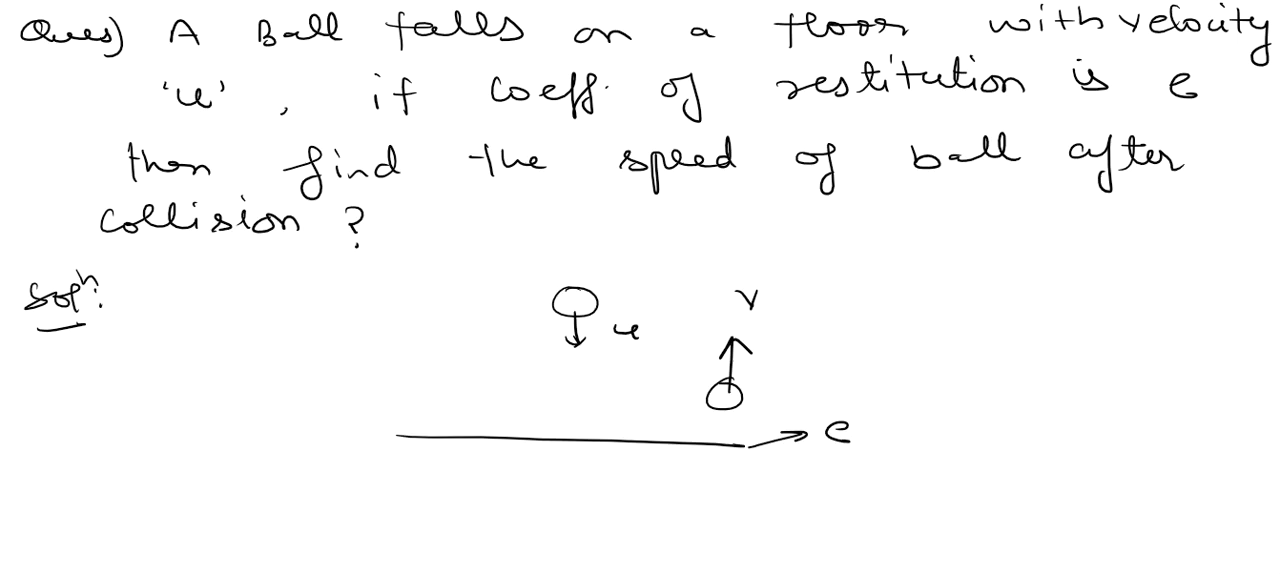 Ques) A Ball falls on a floor with velocity
'u', if coeff. of restitution is e
then find the speed of ball after
collision ?
Solⁿ:
u
v
e